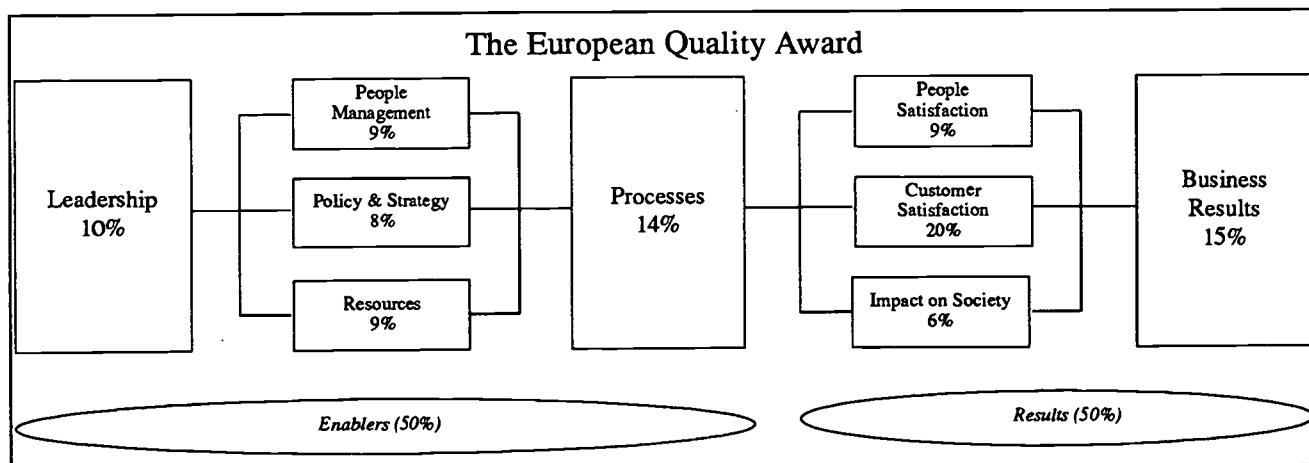 The European Quality Award
Leadership
10%
People
Management
9%
Policy & Strategy
8%
Resources
9%
Processes
14%
People
Satisfaction
9%
Customer
Satisfaction
20%
Impact on Society
6%
Business
Results
15%
Enablers (50%)
Results (50%)